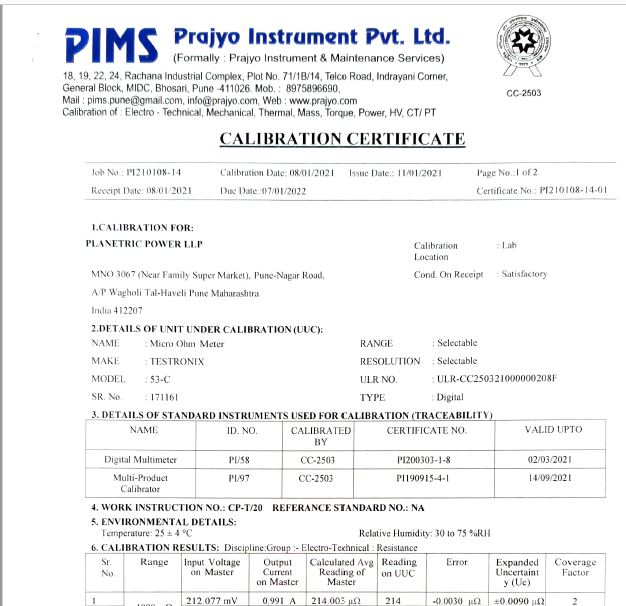 PIMS Prajyo Instrument Pvt. Ltd.
(Formally : Prajyo Instrument & Maintenance Services)
18, 19, 22, 24, Rachana Industrial Complex, Plot No. 71/1B/14, Telco Road, Indrayani Corner,
General Block, MIDC, Bhosari, Pune -411026. Mob. : 8975896690,
Mail : pims.pune@gmail.com, info@prajyo.com, Web : www.prajyo.com
Calibration of : Electro - Technical, Mechanical, Thermal, Mass, Torque, Power, HV, CT/ PT
CC-2503
CALIBRATION CERTIFICATE
Job No.: PI210108-14 Calibration Date: 08/01/2021 Issue Date.: 11/01/2021 Page No.:1 of 2
Receipt Date: 08/01/2021 Due Date.:07/01/2022 Certificate No.: PI210108-14-01
1.CALIBRATION FOR:
PLANETRIC POWER LLP
Calibration Location : Lab
MNO 3067 (Near Family Super Market), Pune-Nagar Road, Cond. On Receipt : Satisfactory
A/P Wagholi Tal-Haveli Pune Maharashtra
India 412207
2.DETAILS OF UNIT UNDER CALIBRATION(UUC):
NAME : Micro Ohm Meter RANGE : Selectable
MAKE : TESTRONIX RESOLUTION : Selectable
MODEL : 53-C ULR NO. : ULR-CC250321000000208F
SR. No. : 171161 TYPE : Digital
3. DETAILS OF STANDARD INSTRUMENTS USED FOR CALIBRATION (TRACEABILITY)
NAME ID. NO. CALIBRATED BY CERTIFICATE NO. VALID UPTO
Digital Multimeter PI/58 CC-2503 PI200303-1-8 02/03/2021
Multi-Product Calibrator PI/97 CC-2503 PI190915-4-1 14/09/2021
4. WORK INSTRUCTION NO.: CP-T/20 REFERANCE STANDARD NO.: NA
5. ENVIRONMENTAL DETAILS:
Temperature: 25 ± 4 °C Relative Humidity: 30 to 75 %RH
6. CALIBRATION RESULTS: Discipline:Group :- Electro-Technical : Resistance
Sr. No. Range Input Voltage on Master Output Current on Master Calculated Avg Reading of Master Reading on UUC Error Expanded Uncertainty (Uc) Coverage Factor
1 212.077 mV 0.991 A 214.003 µΩ 214 -0.0030 µΩ ±0.0090 µΩ 2